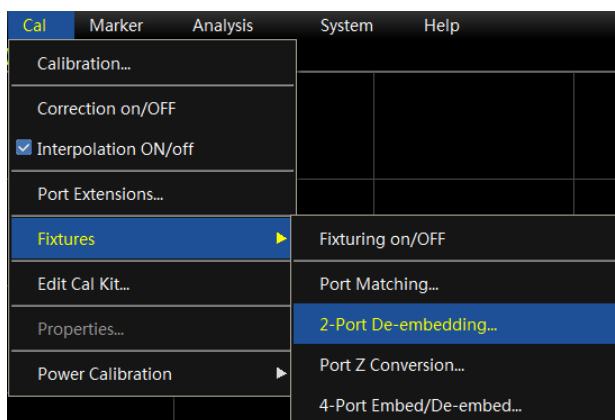 Cal Marker Analysis System Help
Calibration...
Correction on/OFF
Interpolation ON/off
Port Extensions...
Fixtures
Fixturing on/OFF
Edit Cal Kit...
Port Matching...
Properties...
2-Port De-embedding...
Power Calibration
Port Z Conversion...
4-Port Embed/De-embed...